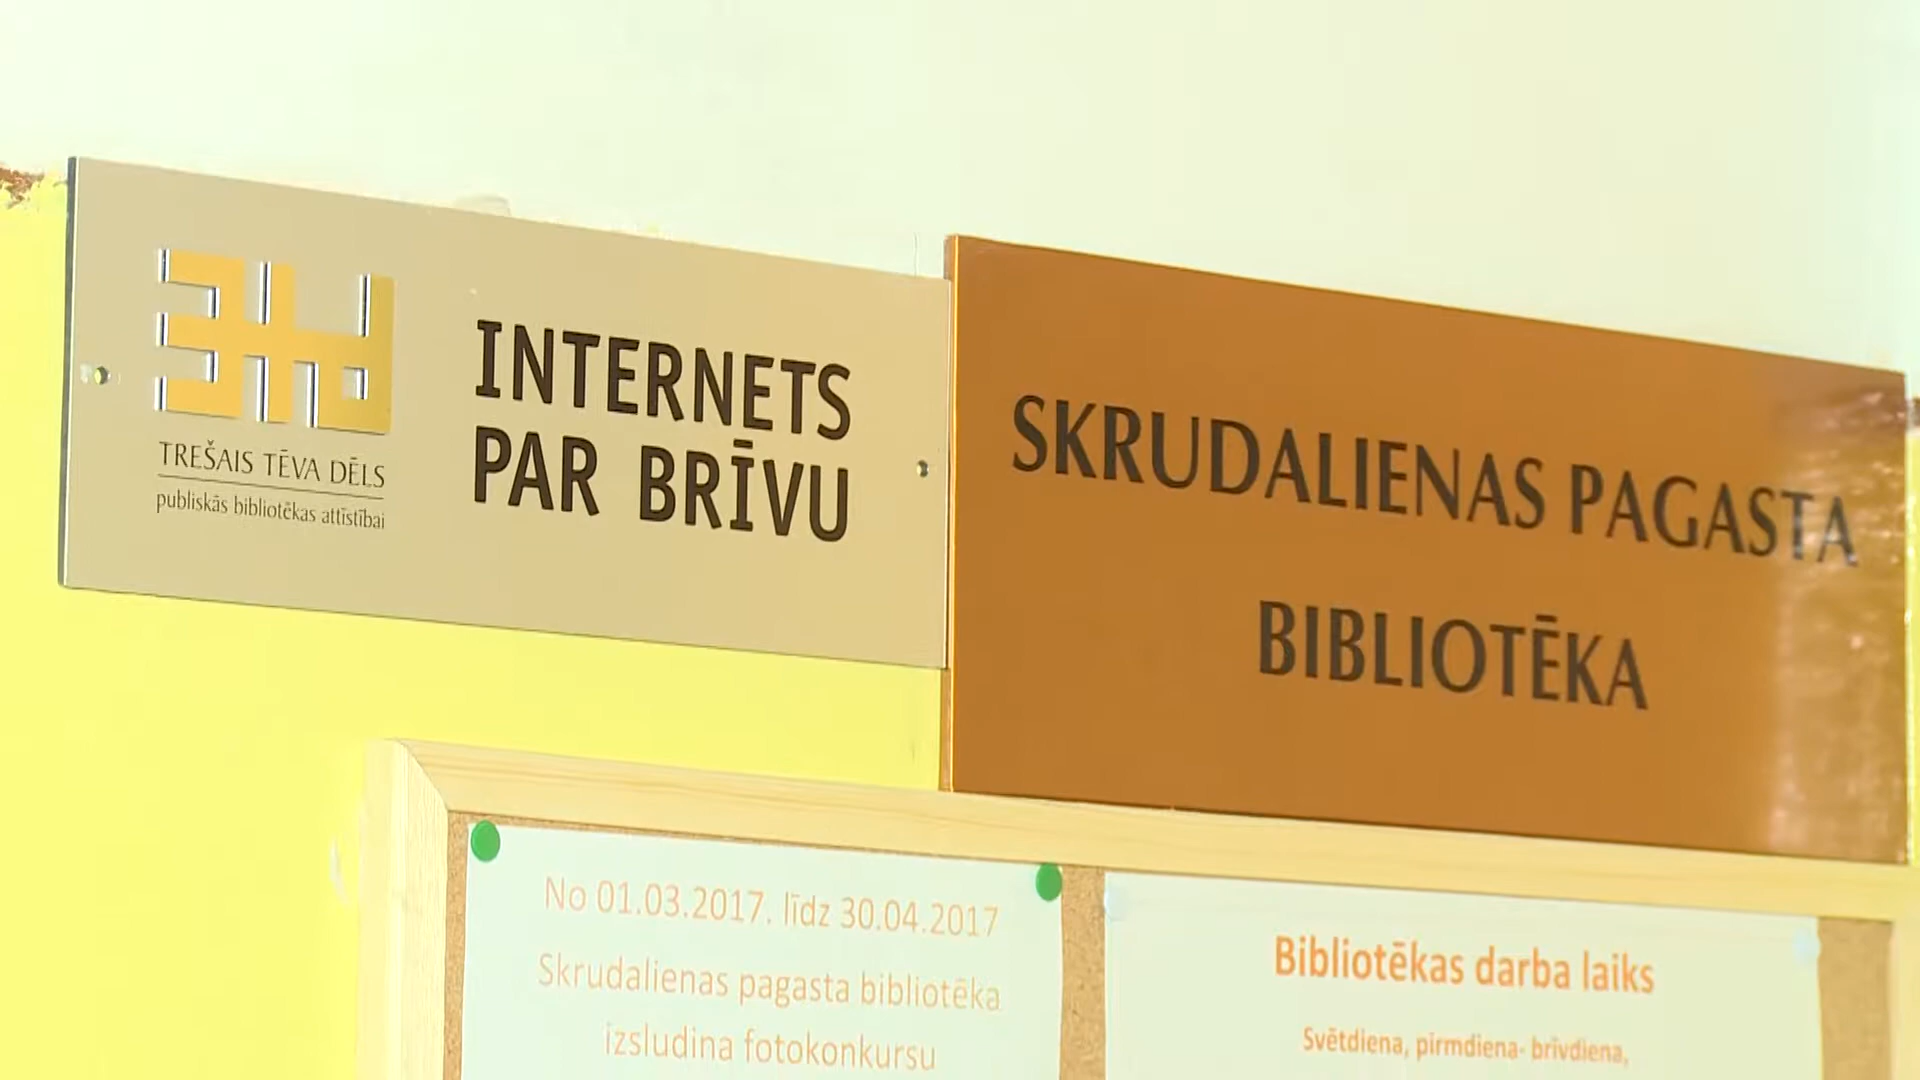 TREŠAIS TĒVA DĒLS
publiskās bibliotēkas attīstībai
INTERNETS
PAR BRĪVU
SKRUDALIENAS PAGASTA
BIBLIOTĒKA
No 01.03.2017. līdz 30.04.2017
Skrudalienas pagasta bibliotēka
izsludina fotokonkursu
Bibliotēkas darba laiks
Svētdiena, pirmdiena- brīvdiena,